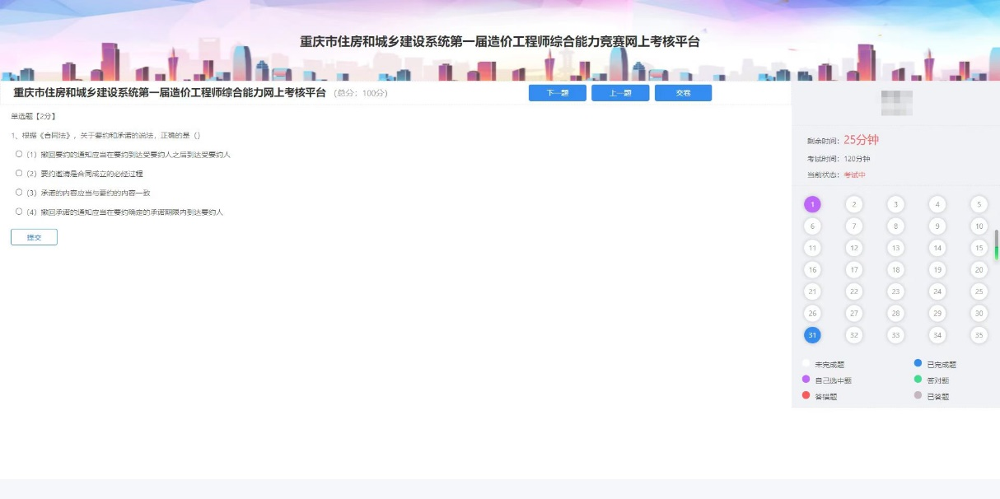 重庆市住房和城乡建设系统第一届造价工程师综合能力竞赛网上考核平台
重庆市住房和城乡建设系统第一届造价工程师综合能力网上考核平台 (总分：100分)
下一题 上一题 交卷
单选题【2分】
1、根据《合同法》，关于要约和承诺的说法，正确的是（）
（1）撤回要约的通知应当在要约到达受要约人之后到达受要约人
（2）要约邀请是合同成立的必经过程
（3）承诺的内容应当与要约的内容一致
（4）撤回承诺的通知应当在要约确定的承诺期限内到达要约人
提交
剩余时间：25分钟
考试时间：120分钟
当前状态：考试中
1 2 3 4 5
6 7 8 9 10
11 12 13 14 15
16 17 18 19 20
21 22 23 24 25
26 27 28 29 30
31 32 33 34 35
未完成题 已完成题
自己选中题 答对题
答错题 已答题